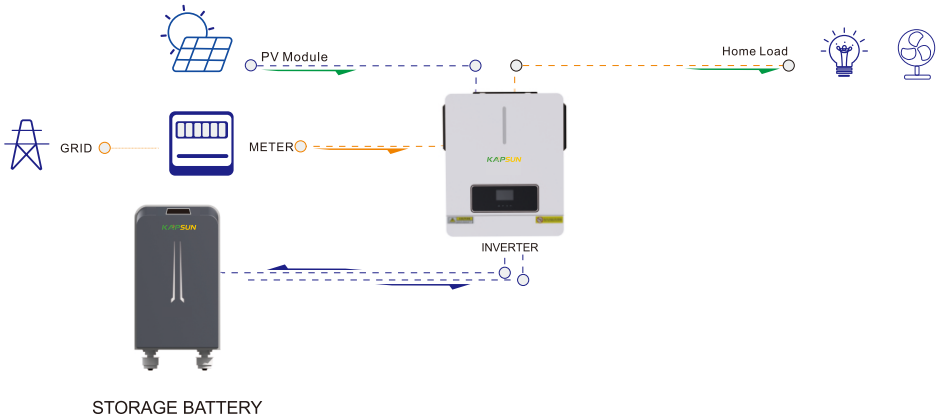 PV Module
Home Load
GRID
METER
KAPSUN
INVERTER
KAPSUN
STORAGE BATTERY